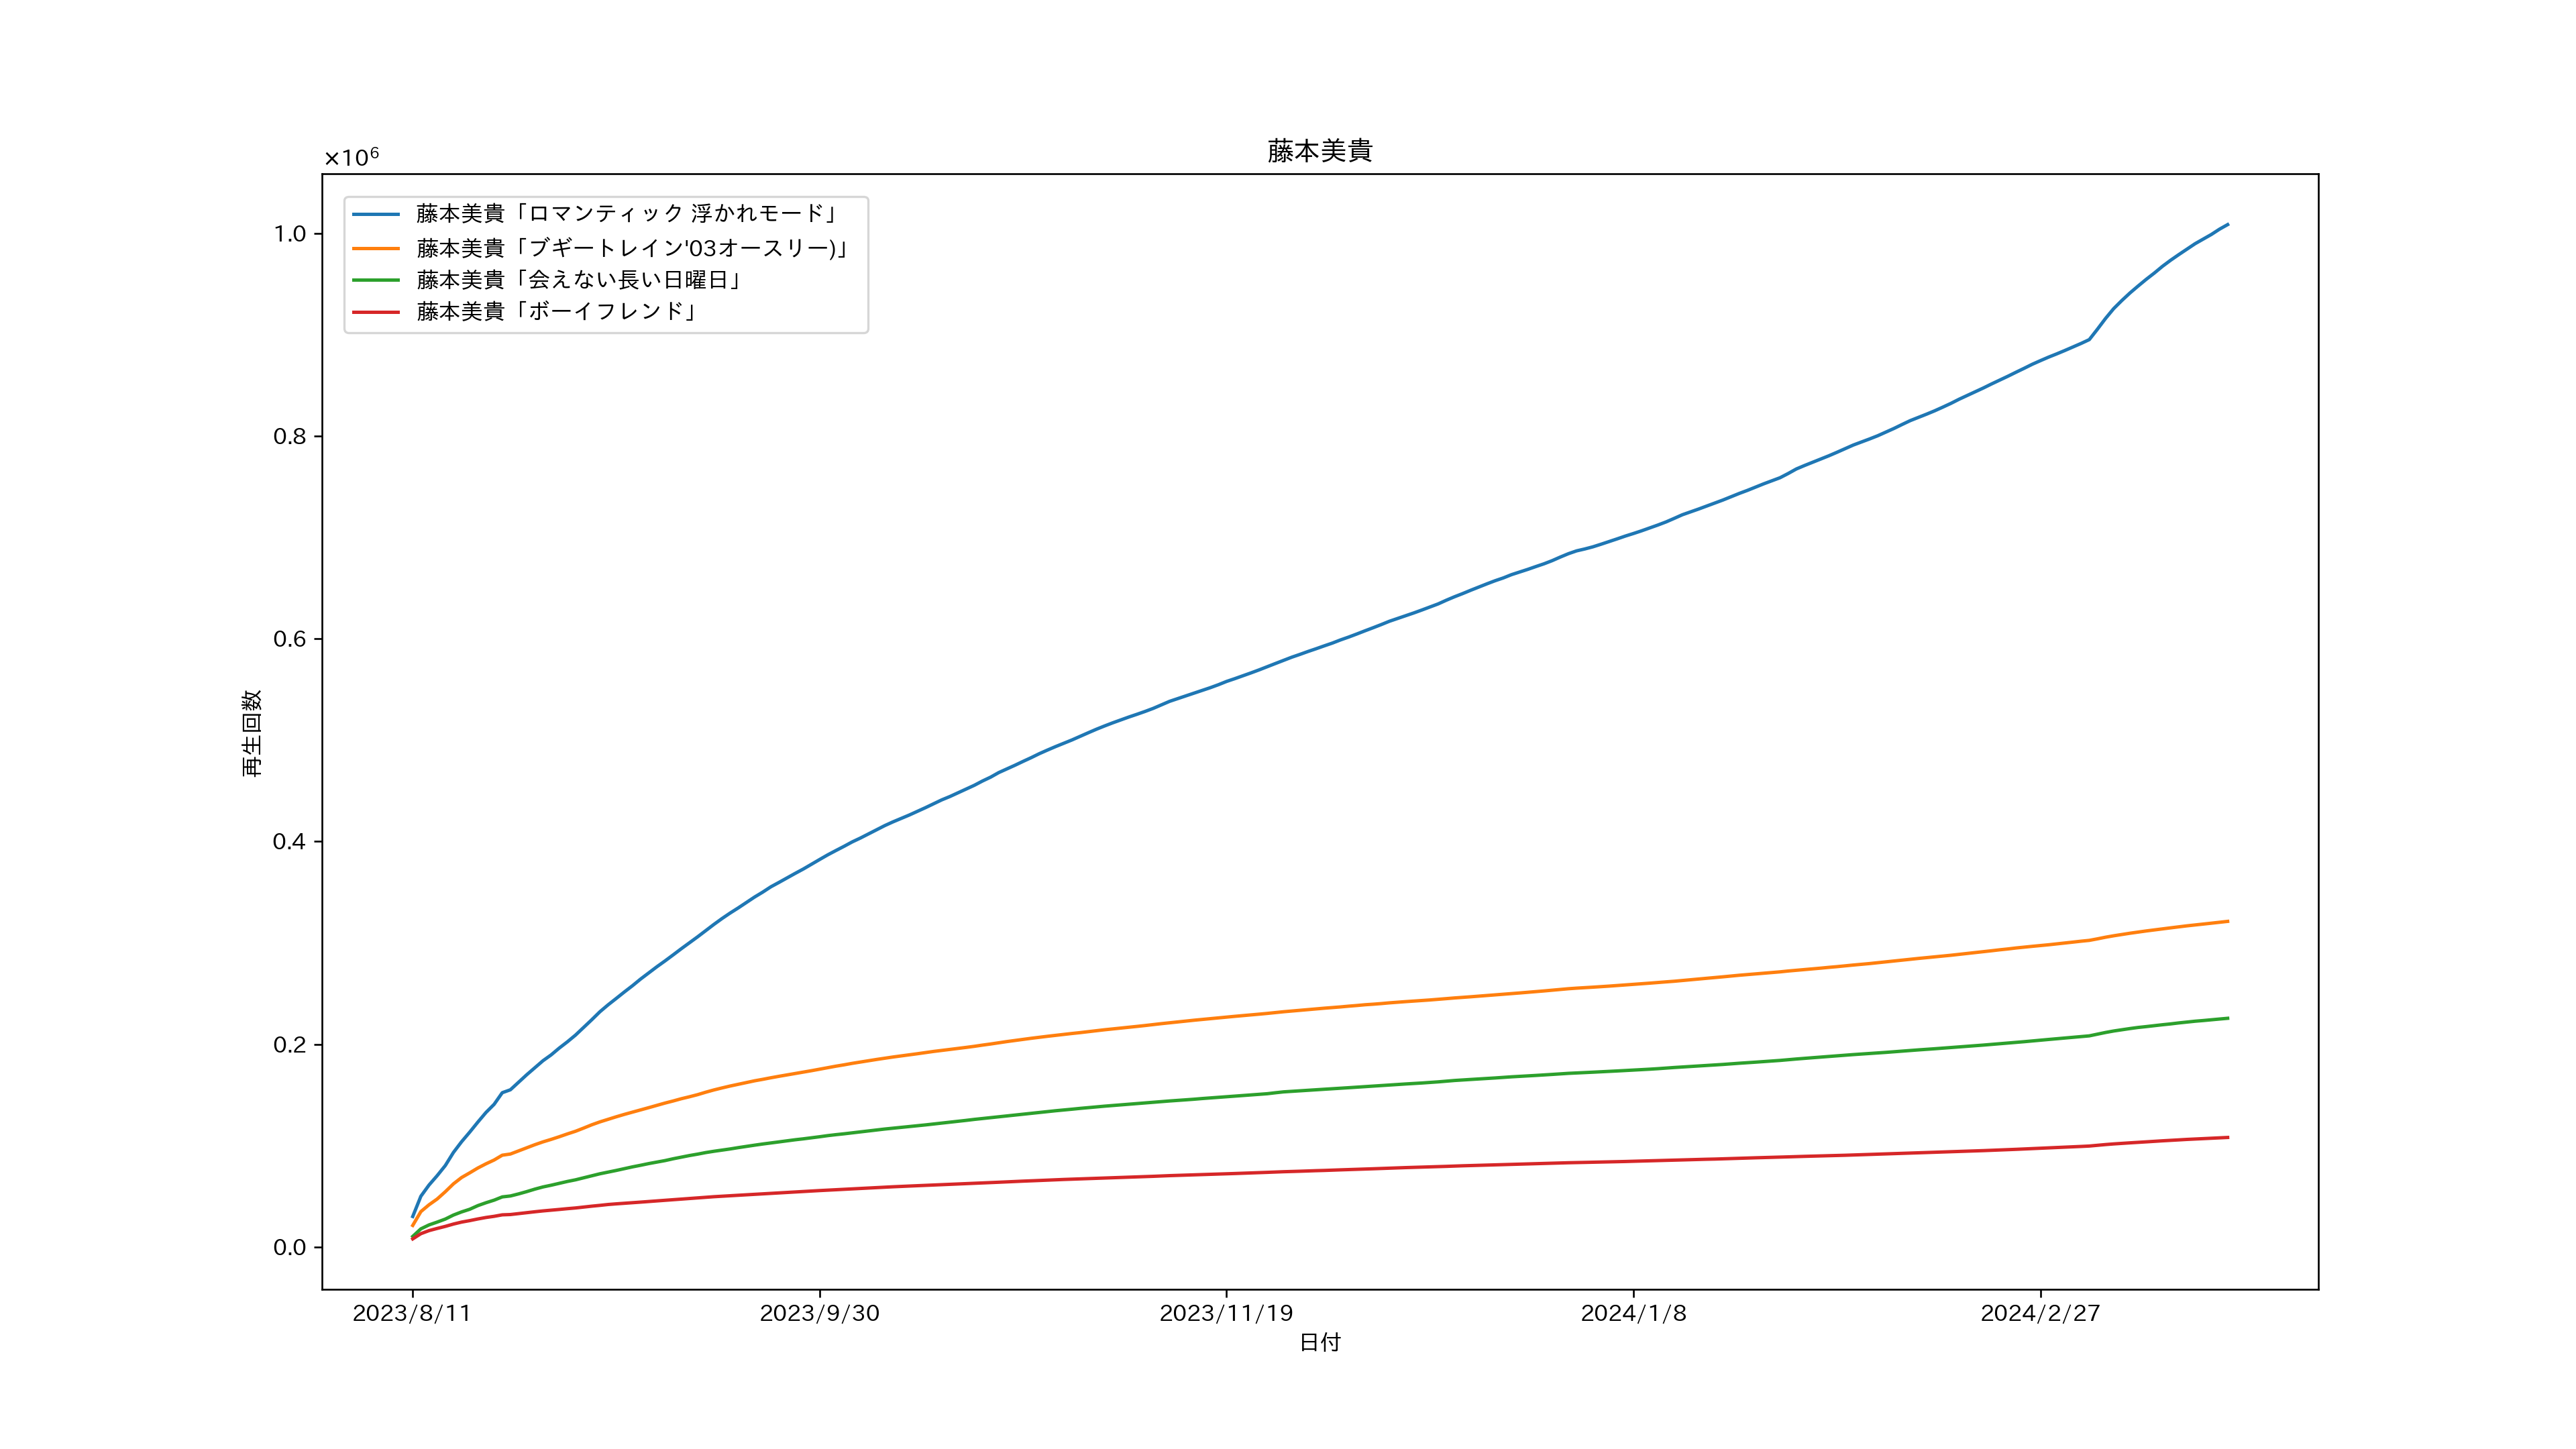 藤本美貴
×10⁶
藤本美貴「ロマンティック 浮かれモード」
藤本美貴「ブギートレイン'03オースリー)」
藤本美貴「会えない長い日曜日」
藤本美貴「ボーイフレンド」
1.0
0.8
0.6
0.4
0.2
0.0
再生回数
2023/8/11
2023/9/30
2023/11/19
2024/1/8
2024/2/27
日付